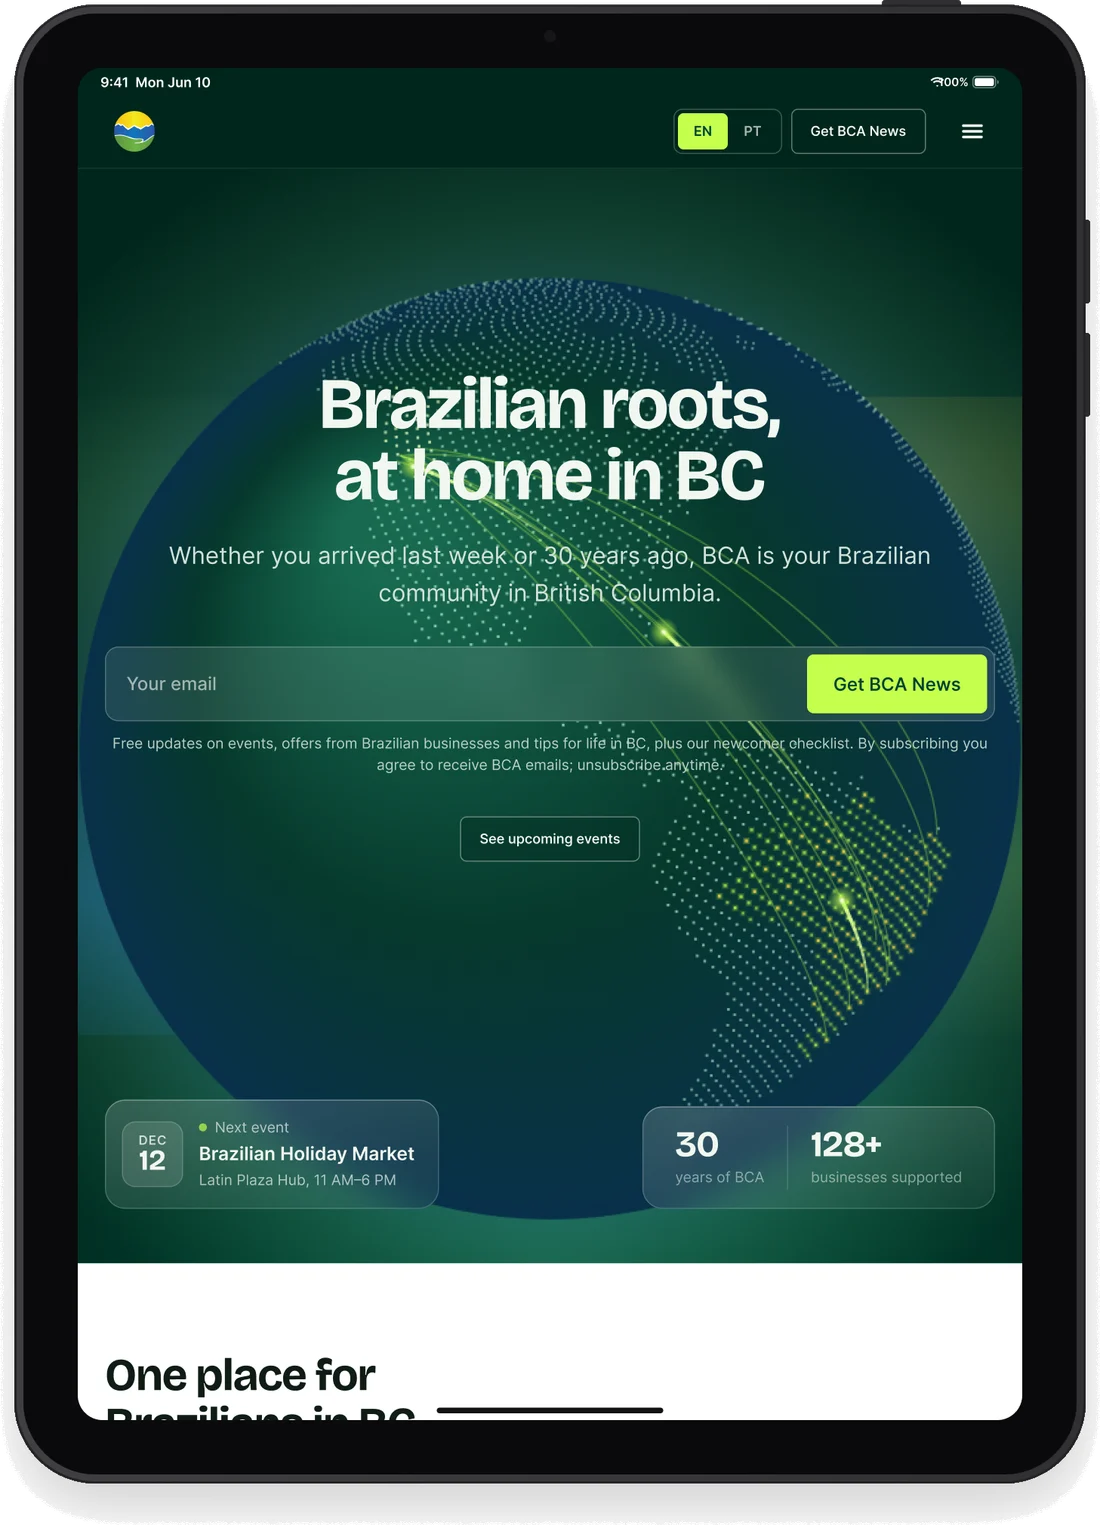 9:41 Mon Jun 10
100%
EN PT Get BCA News
Brazilian roots,
at home in BC
Whether you arrived last week or 30 years ago, BCA is your Brazilian
community in British Columbia.
Your email Get BCA News
Free updates on events, offers from Brazilian businesses and tips for life in BC, plus our newcomer checklist. By subscribing you
agree to receive BCA emails; unsubscribe anytime.
See upcoming events
DEC
12
Next event
Brazilian Holiday Market
Latin Plaza Hub, 11 AM–6 PM
30
years of BCA
128+
businesses supported
One place for
Brazilians in BC